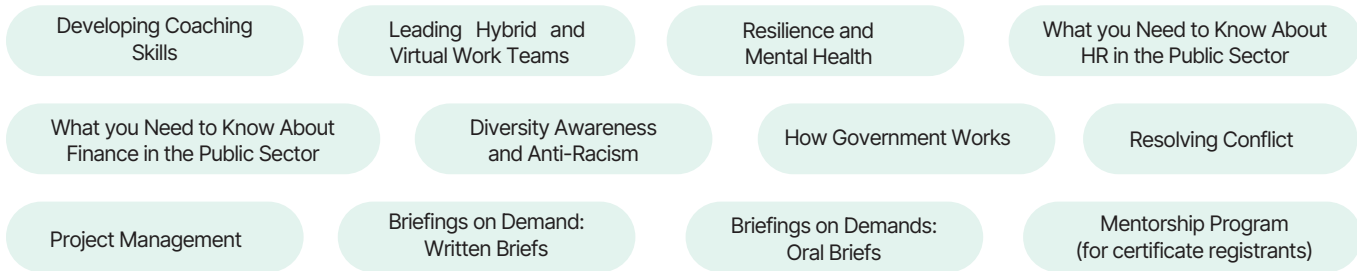 Developing Coaching
Skills
Leading Hybrid and
Virtual Work Teams
Resilience and
Mental Health
What you Need to Know About
HR in the Public Sector
What you Need to Know About
Finance in the Public Sector
Diversity Awareness
and Anti-Racism
How Government Works
Resolving Conflict
Project Management
Briefings on Demand:
Written Briefs
Briefings on Demands:
Oral Briefs
Mentorship Program
(for certificate registrants)